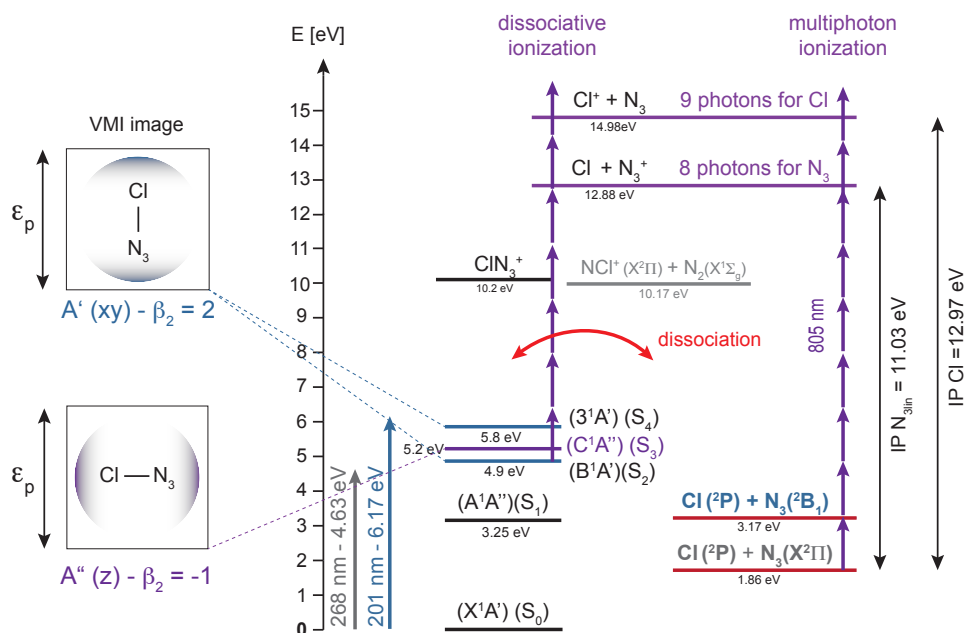 dissociative
ionization
multiphoton
ionization
E [eV]
VMI image
εp
Cl
N3
A‘ (xy) - β2 = 2
εp
Cl — N3
A“ (z) - β2 = -1
15
14
13
12
11
10
9
8
7
6
5
4
3
2
1
0
268 nm - 4.63 eV
201 nm - 6.17 eV
Cl+ + N3
9 photons for Cl
14.98eV
Cl + N3+
8 photons for N3
12.88 eV
ClN3+
10.2 eV
NCl+ (X2Π) + N2(X1Σg)
10.17 eV
dissociation
805 nm
(31A') (S4)
5.8 eV
5.2 eV
(C1A'') (S3)
4.9 eV
(B1A')(S2)
(A1A'')(S1)
3.25 eV
(X1A') (S0)
Cl (2P) + N3(2B1)
3.17 eV
Cl (2P) + N3(X2Π)
1.86 eV
IP N3lin = 11.03 eV
IP Cl =12.97 eV